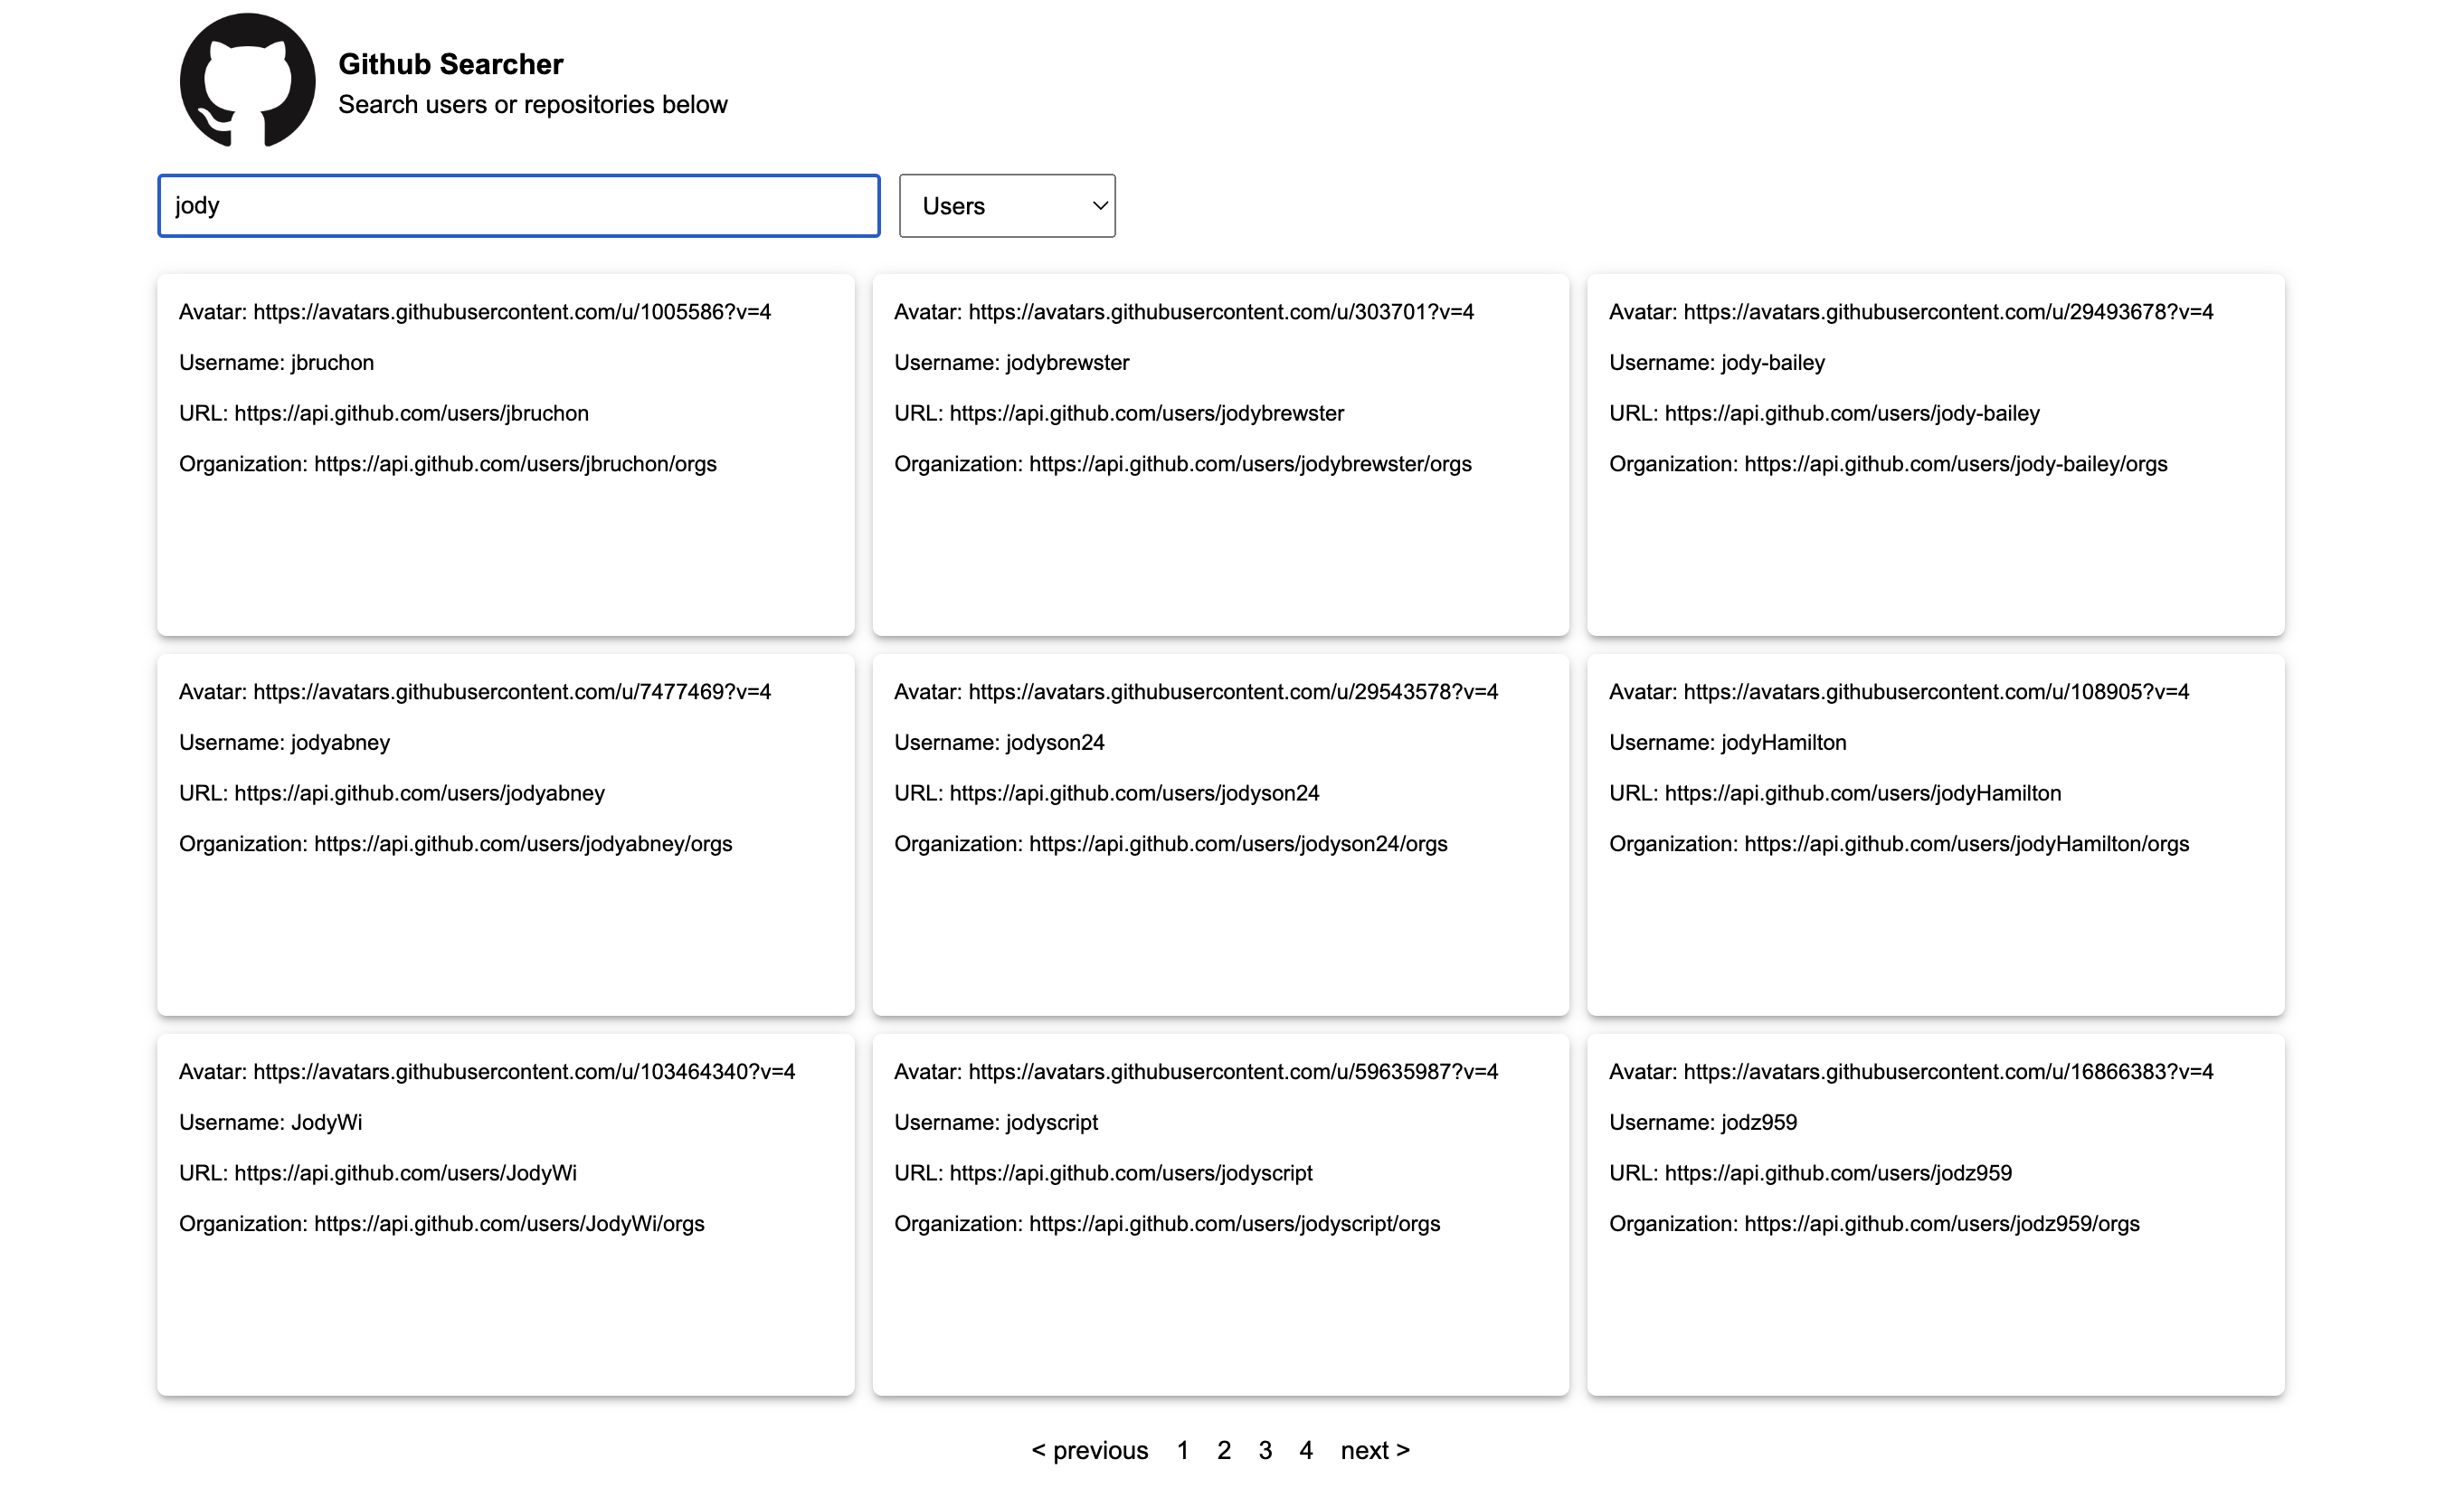 Github Searcher
Search users or repositories below
jody
Users
Avatar: https://avatars.githubusercontent.com/u/1005586?v=4
Username: jbruchon
URL: https://api.github.com/users/jbruchon
Organization: https://api.github.com/users/jbruchon/orgs
Avatar: https://avatars.githubusercontent.com/u/303701?v=4
Username: jodybrewster
URL: https://api.github.com/users/jodybrewster
Organization: https://api.github.com/users/jodybrewster/orgs
Avatar: https://avatars.githubusercontent.com/u/29493678?v=4
Username: jody-bailey
URL: https://api.github.com/users/jody-bailey
Organization: https://api.github.com/users/jody-bailey/orgs
Avatar: https://avatars.githubusercontent.com/u/7477469?v=4
Username: jodyabney
URL: https://api.github.com/users/jodyabney
Organization: https://api.github.com/users/jodyabney/orgs
Avatar: https://avatars.githubusercontent.com/u/29543578?v=4
Username: jodyson24
URL: https://api.github.com/users/jodyson24
Organization: https://api.github.com/users/jodyson24/orgs
Avatar: https://avatars.githubusercontent.com/u/108905?v=4
Username: jodyHamilton
URL: https://api.github.com/users/jodyHamilton
Organization: https://api.github.com/users/jodyHamilton/orgs
Avatar: https://avatars.githubusercontent.com/u/103464340?v=4
Username: JodyWi
URL: https://api.github.com/users/JodyWi
Organization: https://api.github.com/users/JodyWi/orgs
Avatar: https://avatars.githubusercontent.com/u/59635987?v=4
Username: jodyscript
URL: https://api.github.com/users/jodyscript
Organization: https://api.github.com/users/jodyscript/orgs
Avatar: https://avatars.githubusercontent.com/u/16866383?v=4
Username: jodz959
URL: https://api.github.com/users/jodz959
Organization: https://api.github.com/users/jodz959/orgs
< previous 1 2 3 4 next >